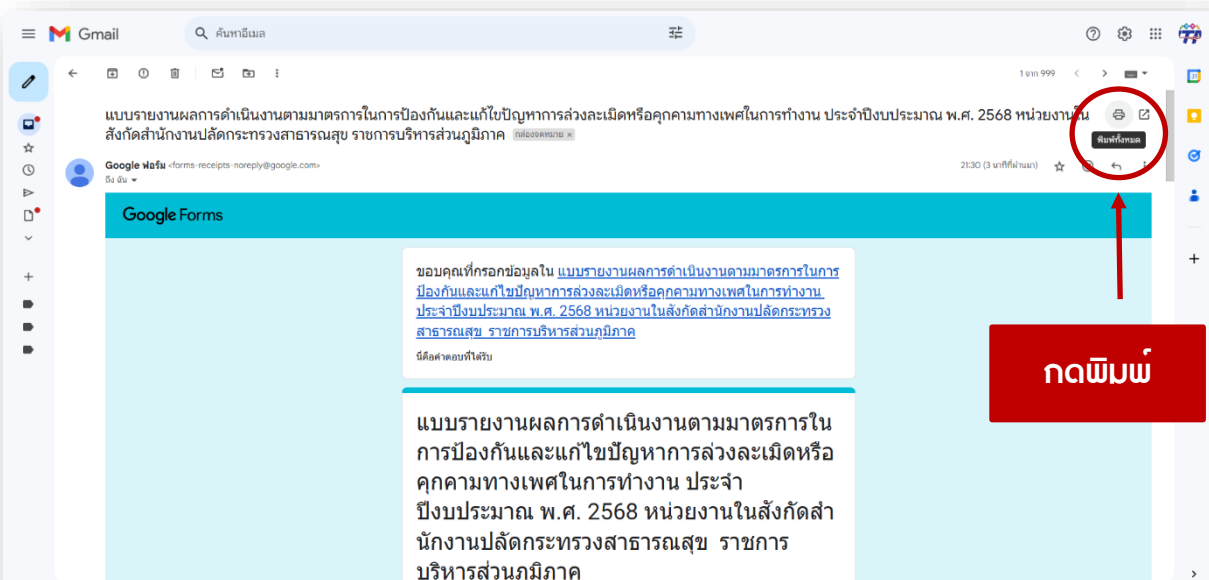 Gmail
ค้นหาอีเมล
1 จาก 999
แบบรายงานผลการดำเนินงานตามมาตรการในการป้องกันและแก้ไขปัญหาการล่วงละเมิดหรือคุกคามทางเพศในการทำงาน ประจำปีงบประมาณ พ.ศ. 2568 หน่วยงานใน
สังกัดสำนักงานปลัดกระทรวงสาธารณสุข ราชการบริหารส่วนภูมิภาค กล่องจดหมาย ×
พิมพ์ทั้งหมด
Google ฟอร์ม <forms-receipts-noreply@google.com>
21:30 (3 นาทีที่ผ่านมา)
ถึง ฉัน
Google Forms
ขอบคุณที่กรอกข้อมูลใน แบบรายงานผลการดำเนินงานตามมาตรการในการ
ป้องกันและแก้ไขปัญหาการล่วงละเมิดหรือคุกคามทางเพศในการทำงาน
ประจำปีงบประมาณ พ.ศ. 2568 หน่วยงานในสังกัดสำนักงานปลัดกระทรวง
สาธารณสุข ราชการบริหารส่วนภูมิภาค
นี่คือคำตอบที่ได้รับ
กดพิมพ์
แบบรายงานผลการดำเนินงานตามมาตรการใน
การป้องกันและแก้ไขปัญหาการล่วงละเมิดหรือ
คุกคามทางเพศในการทำงาน ประจำ
ปีงบประมาณ พ.ศ. 2568 หน่วยงานในสังกัดสำ
นักงานปลัดกระทรวงสาธารณสุข ราชการ
บริหารส่วนภูมิภาค